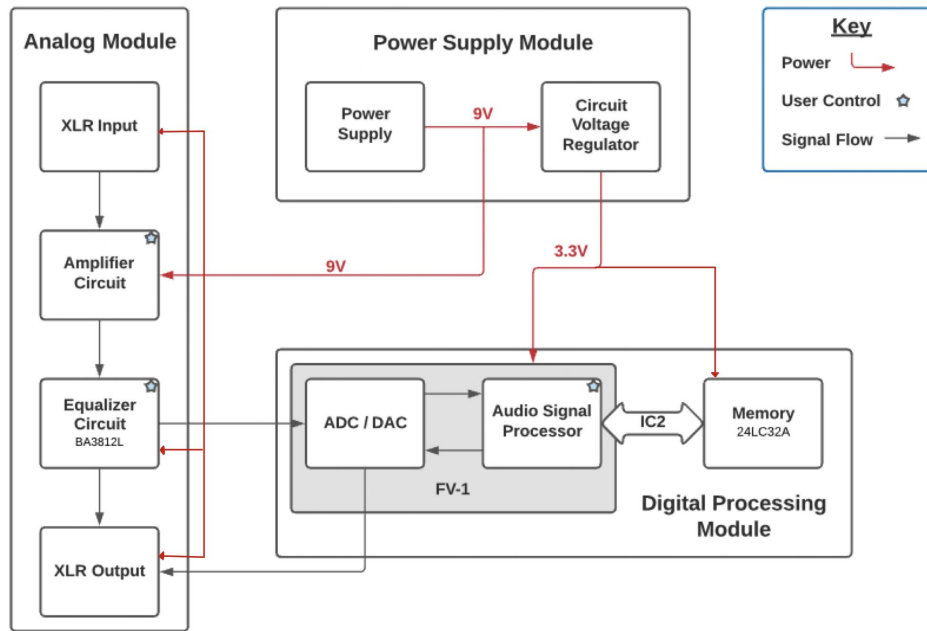 Analog Module
XLR Input
Amplifier
Circuit
Equalizer
Circuit
BA3812L
XLR Output
Power Supply Module
Power
Supply
9V
Circuit
Voltage
Regulator
9V
3.3V
Key
Power
User Control
Signal Flow
ADC / DAC
Audio Signal
Processor
FV-1
IC2
Memory
24LC32A
Digital Processing
Module